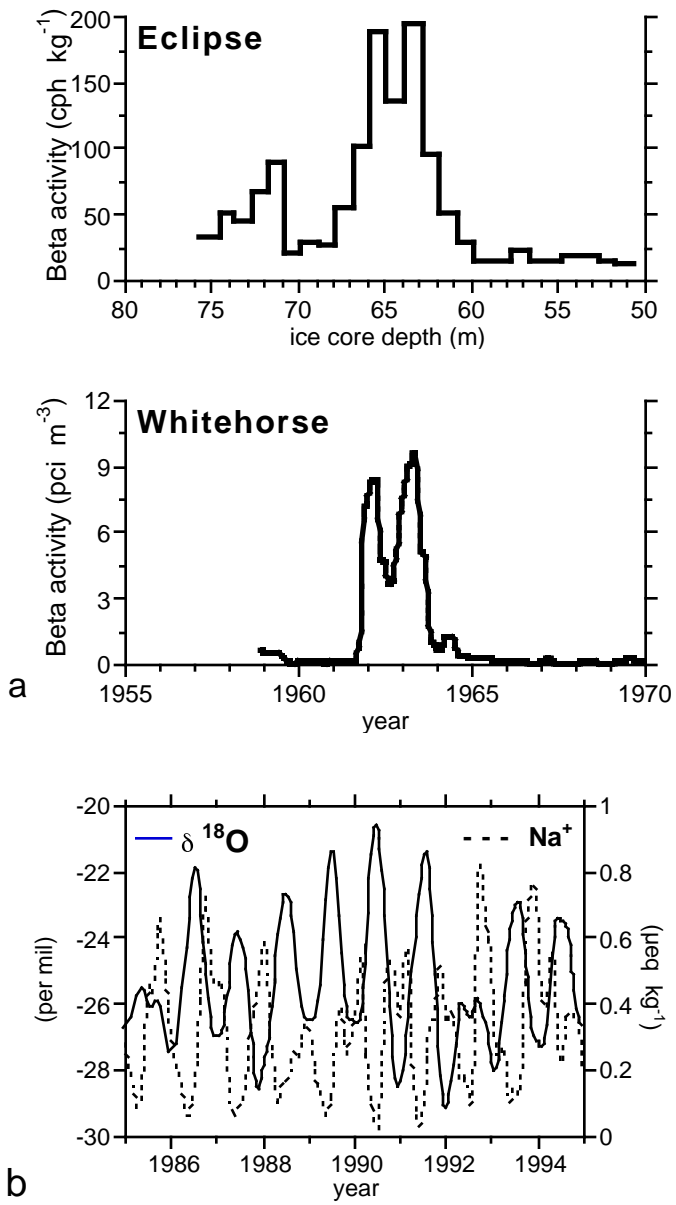 Eclipse
Beta activity (cph kg-1)
200
150
100
50
0
80 75 70 65 60 55 50
ice core depth (m)
Whitehorse
Beta activity (pci m-3)
12
9
6
3
0
a
1955 1960 1965 1970
year
δ 18O
Na+
(per mil)
-20
-22
-24
-26
-28
-30
1
0.8
0.6
0.4
0.2
0
(µeq kg-1)
1986 1988 1990 1992 1994
b
year